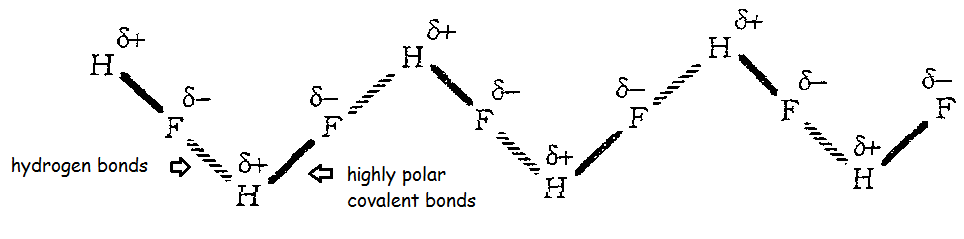 H δ+ F δ− H δ+ F δ− H δ+ F δ− H δ+ F δ− H δ+ F δ− H δ+ F δ−
hydrogen bonds
highly polar
covalent bonds